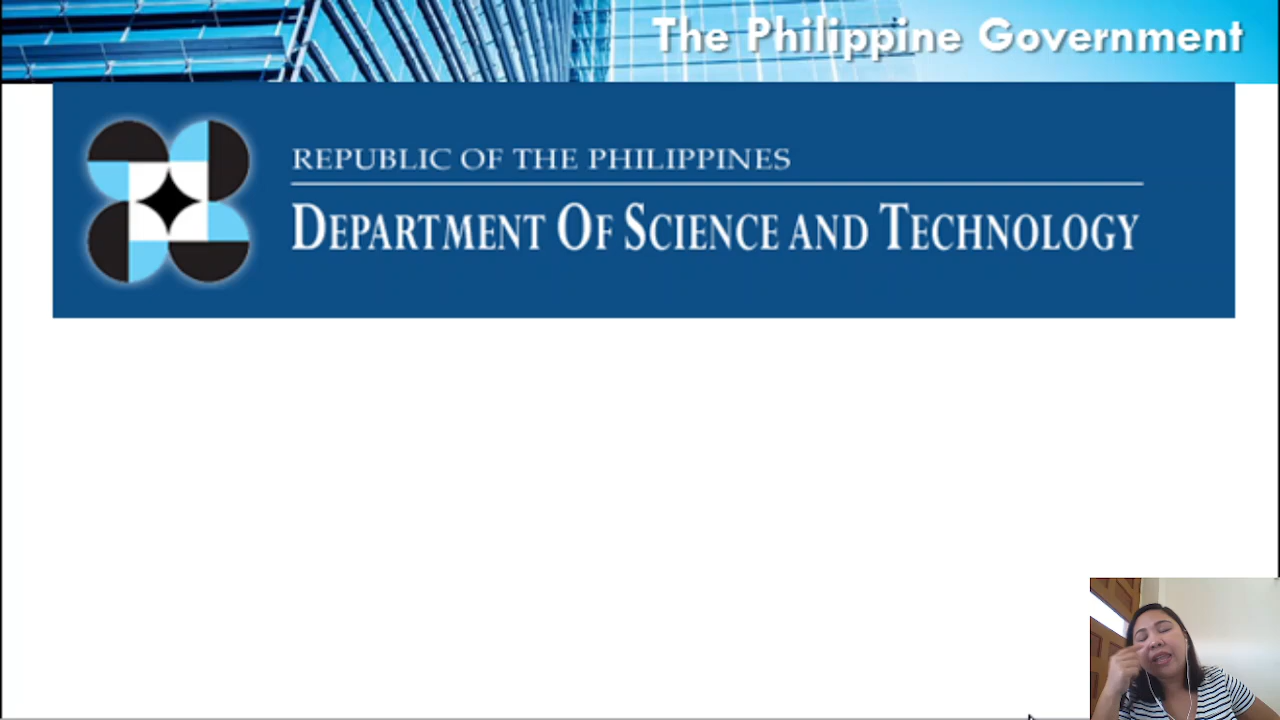 The Philippine Government
REPUBLIC OF THE PHILIPPINES
DEPARTMENT OF SCIENCE AND TECHNOLOGY